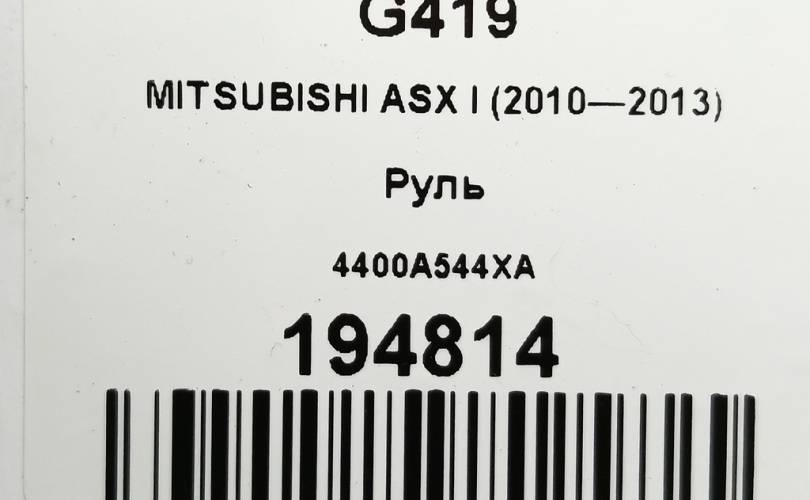 G419
MITSUBISHI ASX I (2010—2013)
Руль
4400A544XA
194814